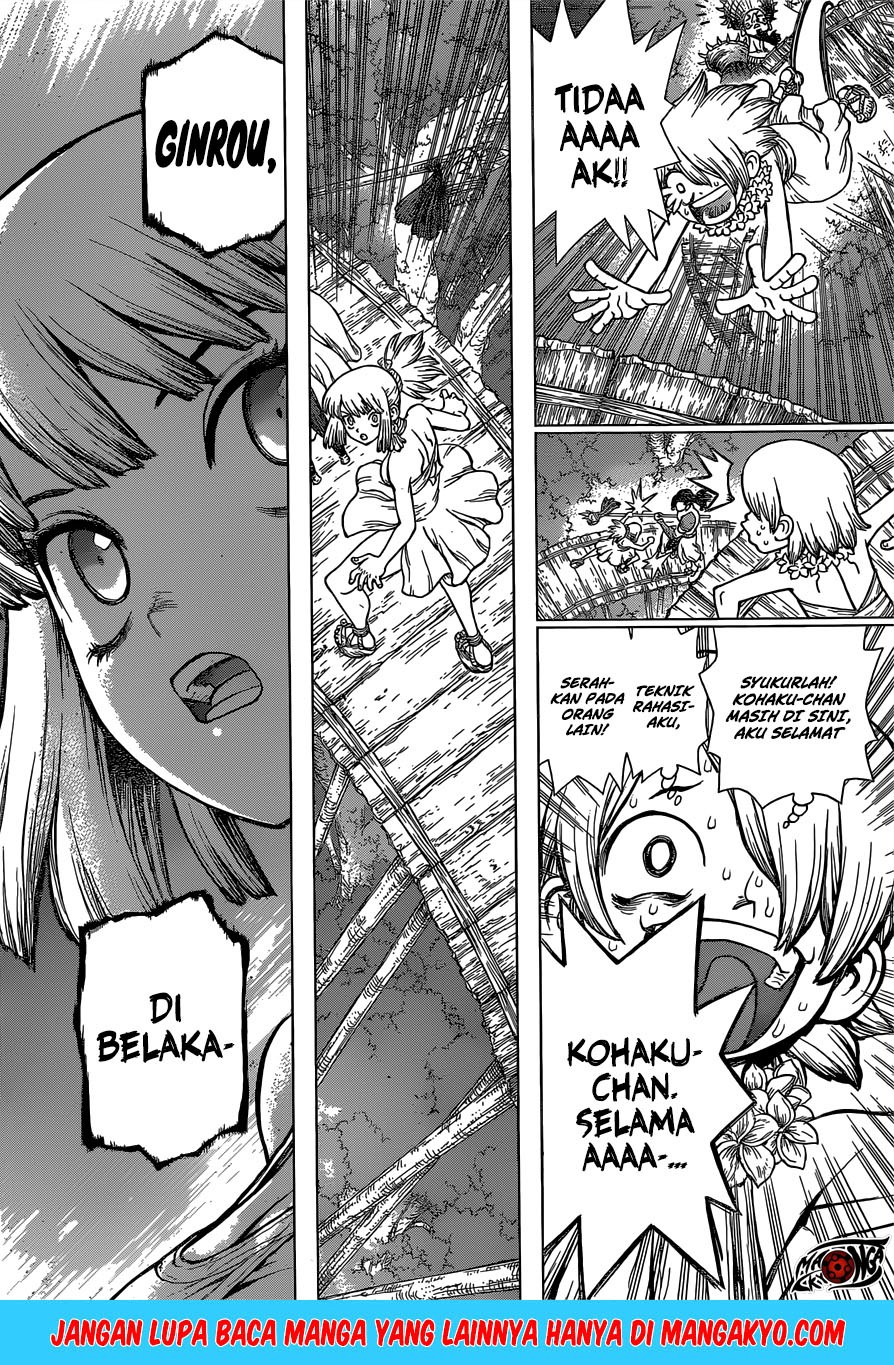 TIDAA
AAAA
AK!!
SYUKURLAH!
KOHAKU-CHAN
MASIH DI SINI,
AKU SELAMAT
TEKNIK
RAHASI-
AKU,
SERAH-
KAN PADA
ORANG
LAIN!
KOHAKU-
CHAN.
SELAMA
AAAA-...
GINROU,
DI
BELAKA-
JANGAN LUPA BACA MANGA YANG LAINNYA HANYA DI MANGAKYO.COM